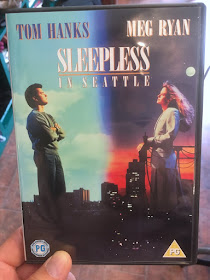 TOM HANKS MEG RYAN
SLEEPLESS
IN SEATTLE
PG PG